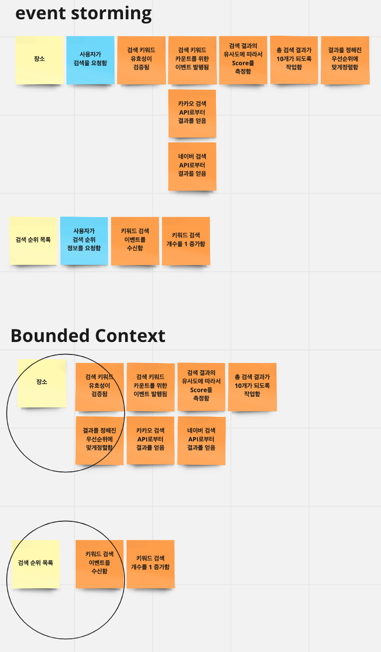 event storming
장소
사용자가
검색을 요청함
검색 키워드
유효성이
검증됨
검색 키워드
카운트를 위한
이벤트 발행됨
검색 결과의
유사도에 따라서
Score를
측정함
총 검색 결과가
10개가 되도록
작업함
결과를 정해진
우선순위에
맞게정렬함
카카오 검색
API로부터
결과를 얻음
네이버 검색
API로부터
결과를 얻음
검색 순위 목록
사용자가
검색 순위
정보를 요청함
키워드 검색
이벤트를
수신함
키워드 검색
개수를 1 증가함
Bounded Context
장소
검색 키워드
유효성이
검증됨
검색 키워드
카운트를 위한
이벤트 발행됨
검색 결과의
유사도에 따라서
Score를
측정함
총 검색 결과가
10개가 되도록
작업함
결과를 정해진
우선순위에
맞게정렬함
카카오 검색
API로부터
결과를 얻음
네이버 검색
API로부터
결과를 얻음
검색 순위 목록
키워드 검색
이벤트를
수신함
키워드 검색
개수를 1 증가함